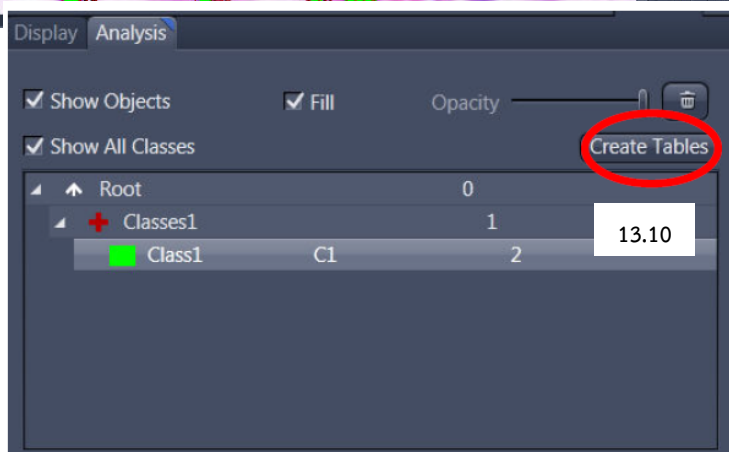 Display Analysis
Show Objects Fill Opacity
Show All Classes Create Tables
Root 0
Classes1 1
13.10
Class1 C1 2